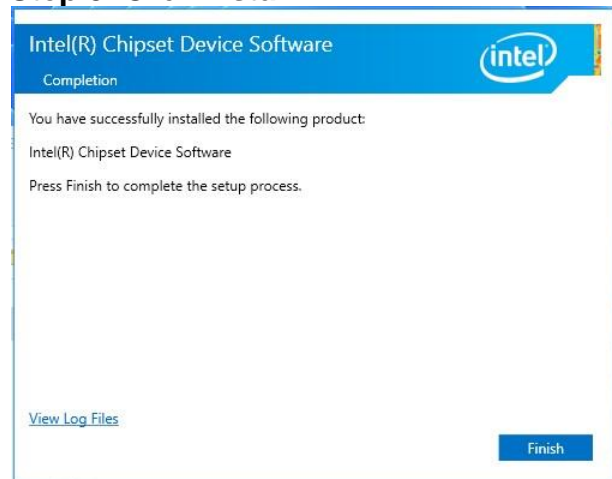 Intel(R) Chipset Device Software
Completion
intel
You have successfully installed the following product:
Intel(R) Chipset Device Software
Press Finish to complete the setup process.
View Log Files
Finish